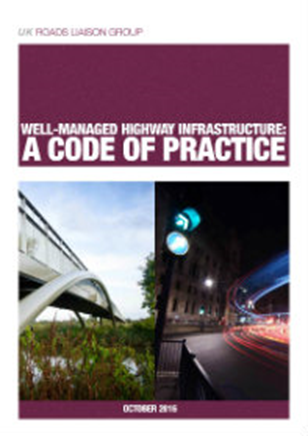 UK ROADS LIAISON GROUP
WELL-MANAGED HIGHWAY INFRASTRUCTURE:
A CODE OF PRACTICE
OCTOBER 2016